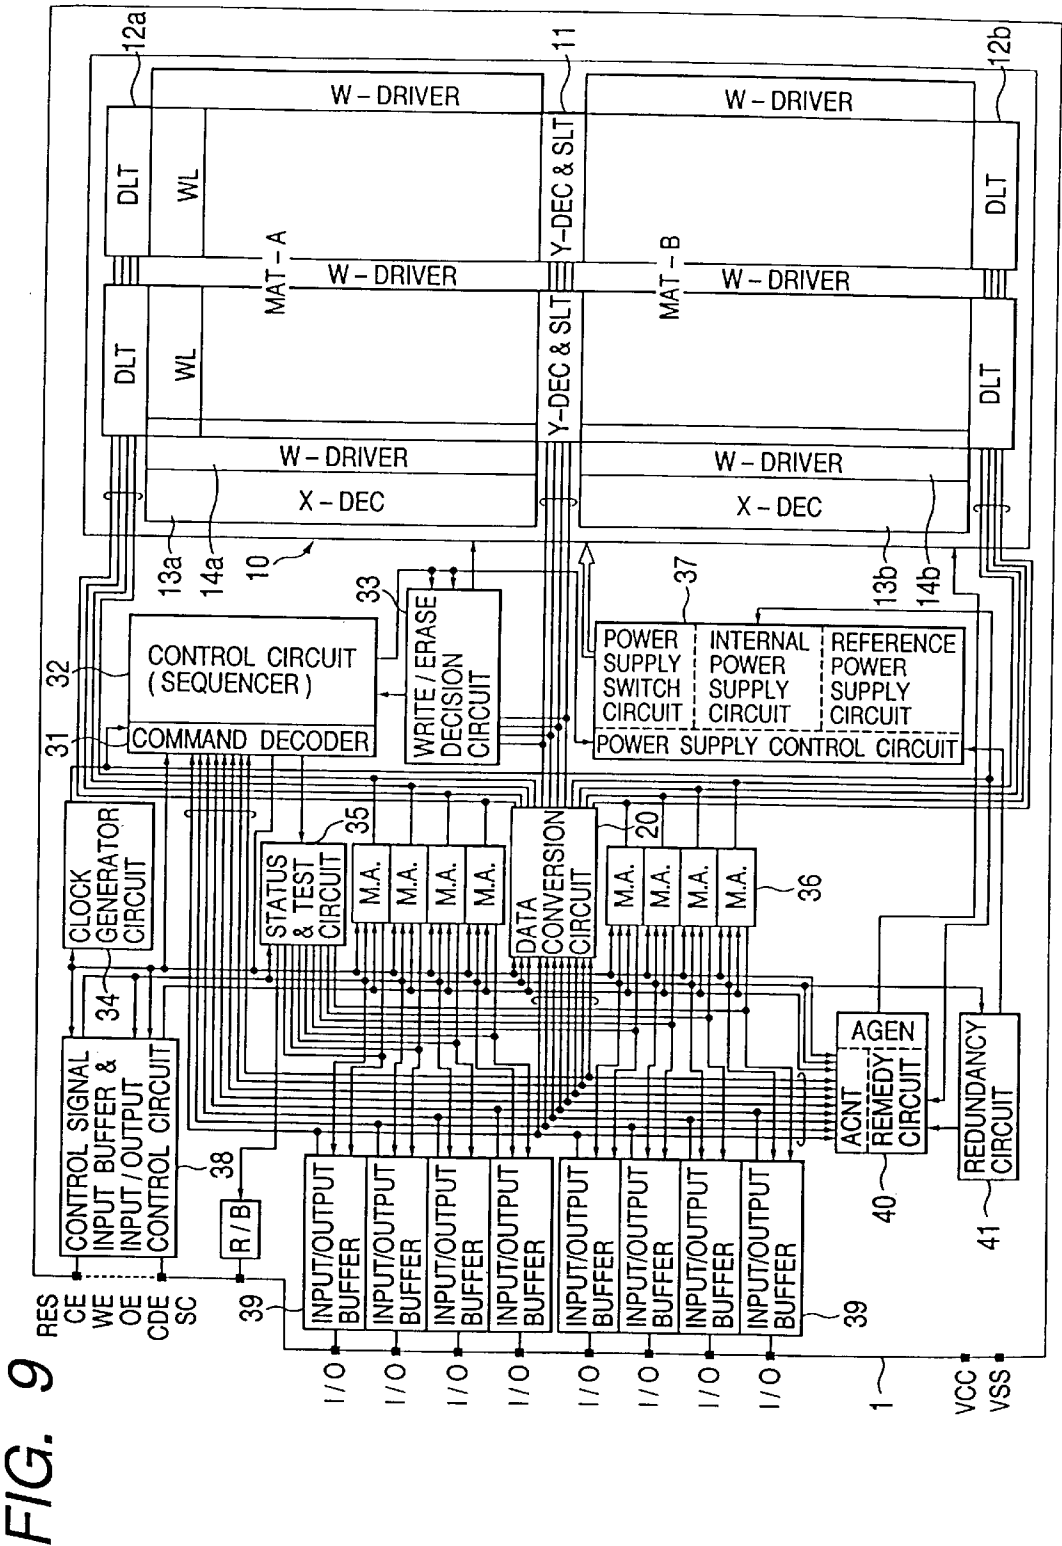 FIG. 9
RES
CE
WE
OE
CDE
SC
CONTROL SIGNAL
INPUT BUFFER &
INPUT / OUTPUT
CONTROL CIRCUIT
38
34
CLOCK
GENERATOR
CIRCUIT
31
32
COMMAND DECODER
CONTROL CIRCUIT
( SEQUENCER )
13a
14a
10
X – DEC
W – DRIVER
DLT
WL
DLT
WL
12a
MAT – A
W – DRIVER
W – DRIVER
R / B
STATUS
& TEST
CIRCUIT
35
33
WRITE / ERASE
DECISION
CIRCUIT
39
I / O
INPUT/OUTPUT
BUFFER
I / O
INPUT/OUTPUT
BUFFER
I / O
INPUT/OUTPUT
BUFFER
I / O
INPUT/OUTPUT
BUFFER
M.A.
M.A.
M.A.
M.A.
DATA
CONVERSION
CIRCUIT
20
Y–DEC & SLT
Y–DEC & SLT
11
I / O
INPUT/OUTPUT
BUFFER
I / O
INPUT/OUTPUT
BUFFER
I / O
INPUT/OUTPUT
BUFFER
I / O
INPUT/OUTPUT
BUFFER
39
M.A.
M.A.
M.A.
M.A.
36
37
POWER
SUPPLY
SWITCH
CIRCUIT
INTERNAL
POWER
SUPPLY
CIRCUIT
REFERENCE
POWER
SUPPLY
CIRCUIT
POWER SUPPLY CONTROL CIRCUIT
X – DEC
W – DRIVER
MAT – B
W – DRIVER
W – DRIVER
13b
14b
DLT
DLT
12b
1
40
ACNT
AGEN
REMEDY
CIRCUIT
VCC
VSS
41
REDUNDANCY
CIRCUIT